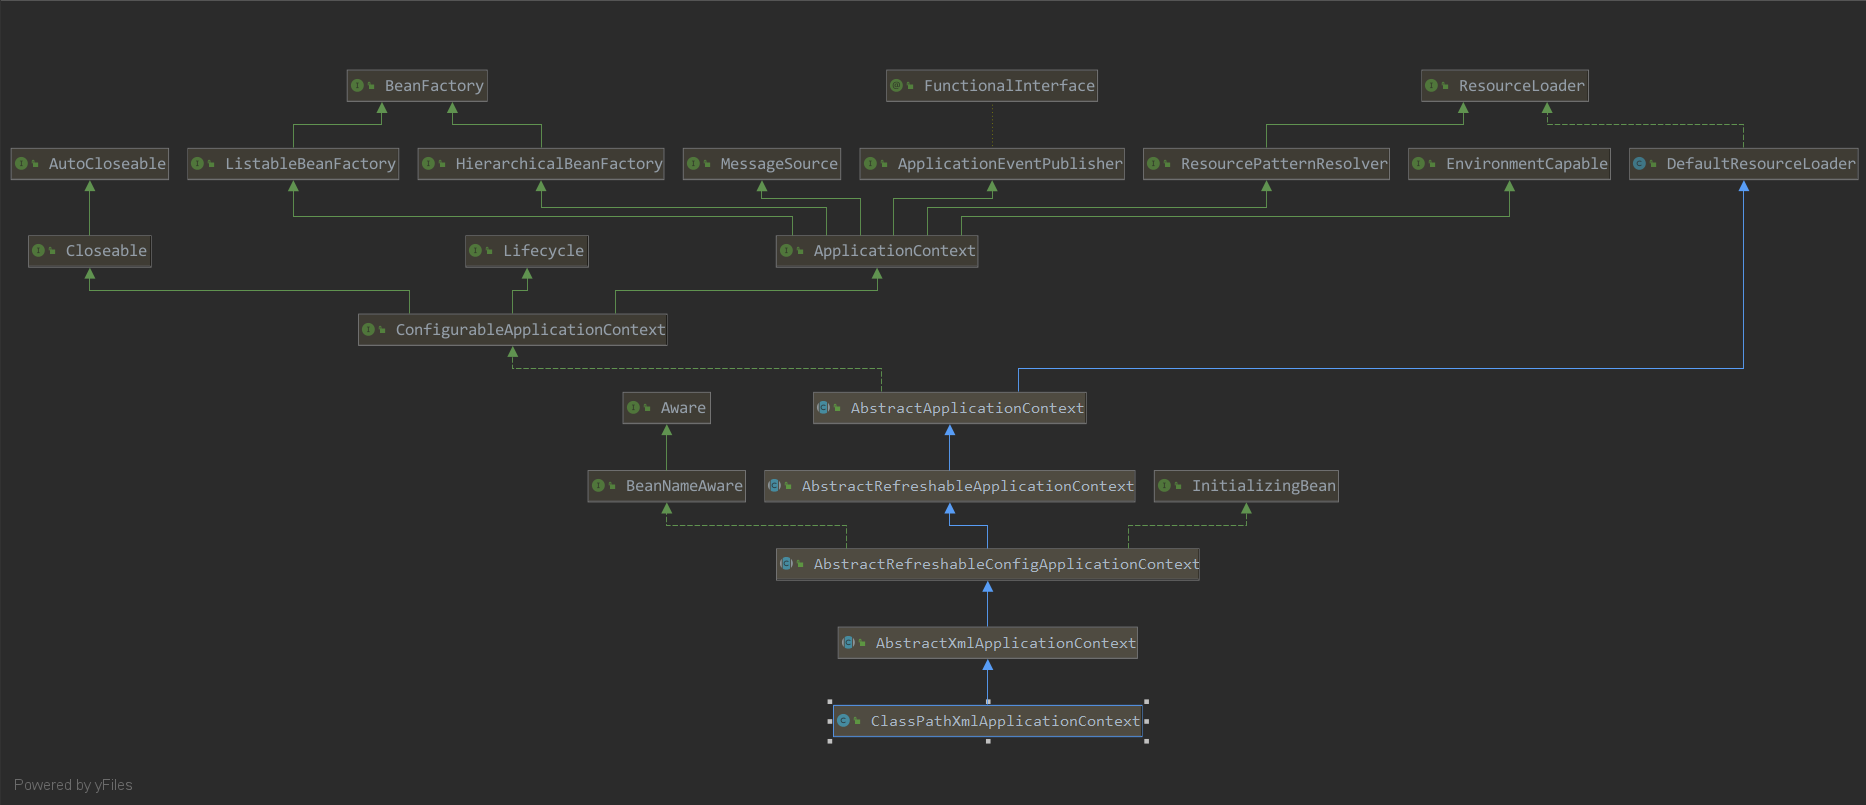 BeanFactory
FunctionalInterface
ResourceLoader
AutoCloseable
ListableBeanFactory
HierarchicalBeanFactory
MessageSource
ApplicationEventPublisher
ResourcePatternResolver
EnvironmentCapable
DefaultResourceLoader
Closeable
Lifecycle
ApplicationContext
ConfigurableApplicationContext
Aware
AbstractApplicationContext
BeanNameAware
AbstractRefreshableApplicationContext
InitializingBean
AbstractRefreshableConfigApplicationContext
AbstractXmlApplicationContext
ClassPathXmlApplicationContext
Powered by yFiles